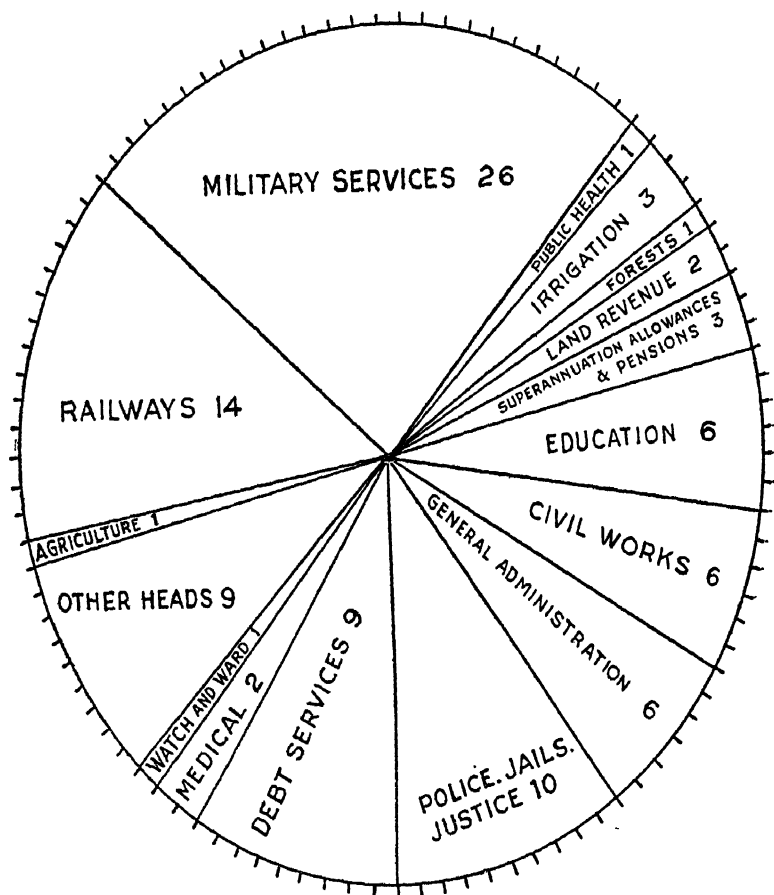 MILITARY SERVICES 26
PUBLIC HEALTH 1
IRRIGATION 3
FORESTS 1
LAND REVENUE 2
SUPERANNUATION ALLOWANCES
& PENSIONS 3
EDUCATION 6
CIVIL WORKS 6
GENERAL ADMINISTRATION 6
POLICE. JAILS.
JUSTICE 10
DEBT SERVICES 9
MEDICAL 2
WATCH AND WARD 1
OTHER HEADS 9
AGRICULTURE 1
RAILWAYS 14